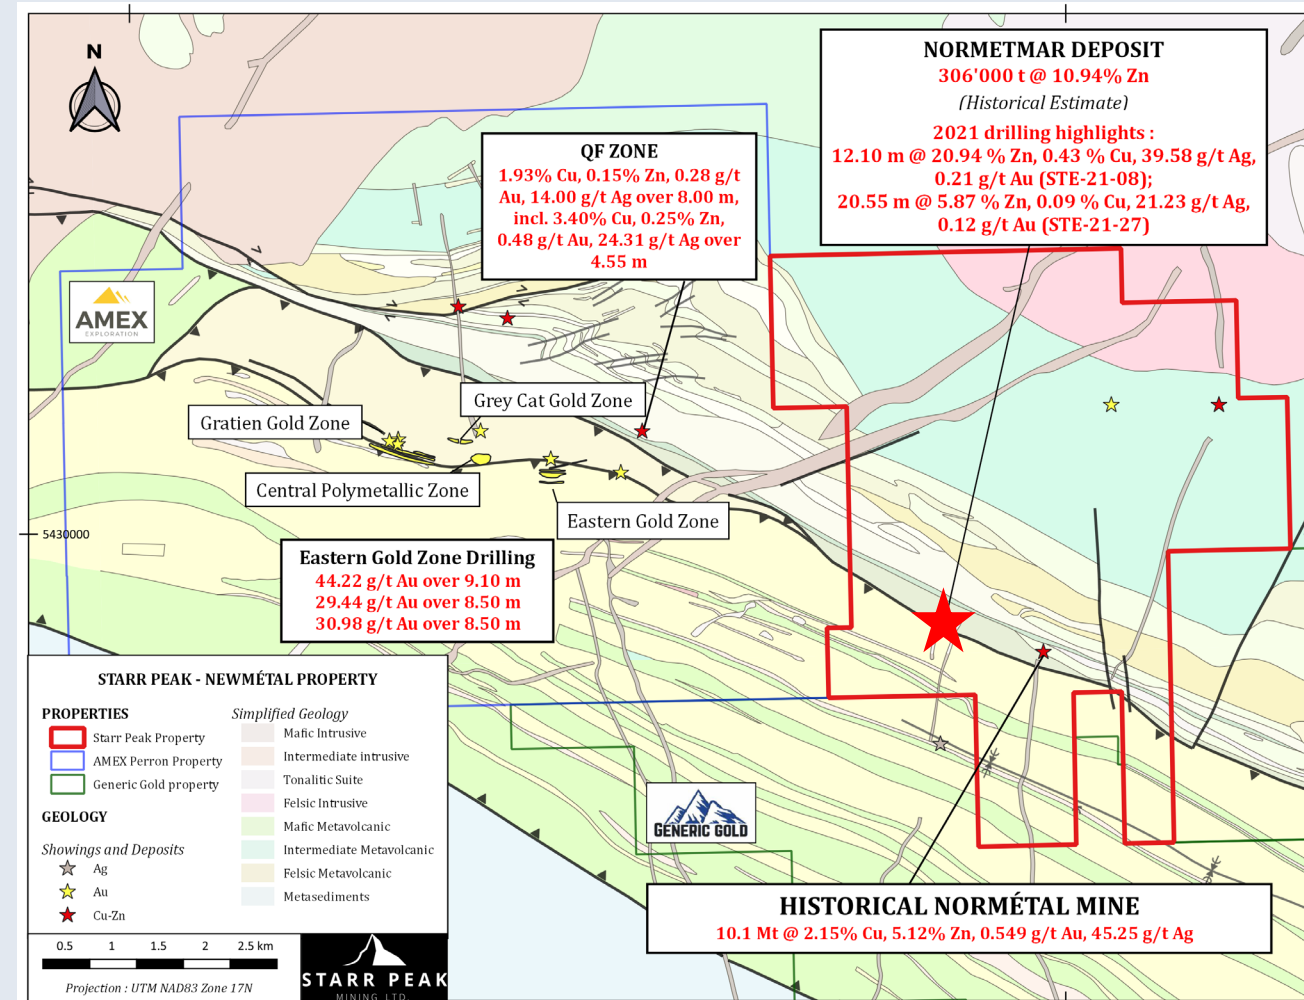 N
NORMETMAR DEPOSIT
306'000 t @ 10.94% Zn
(Historical Estimate)
2021 drilling highlights :
12.10 m @ 20.94 % Zn, 0.43 % Cu, 39.58 g/t Ag,
0.21 g/t Au (STE-21-08);
20.55 m @ 5.87 % Zn, 0.09 % Cu, 21.23 g/t Ag,
0.12 g/t Au (STE-21-27)
QF ZONE
1.93% Cu, 0.15% Zn, 0.28 g/t
Au, 14.00 g/t Ag over 8.00 m,
incl. 3.40% Cu, 0.25% Zn,
0.48 g/t Au, 24.31 g/t Ag over
4.55 m
AMEX
EXPLORATION
Grey Cat Gold Zone
Gratien Gold Zone
Central Polymetallic Zone
Eastern Gold Zone
5430000
Eastern Gold Zone Drilling
44.22 g/t Au over 9.10 m
29.44 g/t Au over 8.50 m
30.98 g/t Au over 8.50 m
STARR PEAK - NEWMÉTAL PROPERTY
PROPERTIES
Starr Peak Property
AMEX Perron Property
Generic Gold property
GEOLOGY
Showings and Deposits
Ag
Au
Cu-Zn
Simplified Geology
Mafic Intrusive
Intermediate intrusive
Tonalitic Suite
Felsic Intrusive
Mafic Metavolcanic
Intermediate Metavolcanic
Felsic Metavolcanic
Metasediments
0.5 1 1.5 2 2.5 km
Projection : UTM NAD83 Zone 17N
STARR PEAK
MINING LTD.
GENERIC GOLD
HISTORICAL NORMÉTAL MINE
10.1 Mt @ 2.15% Cu, 5.12% Zn, 0.549 g/t Au, 45.25 g/t Ag